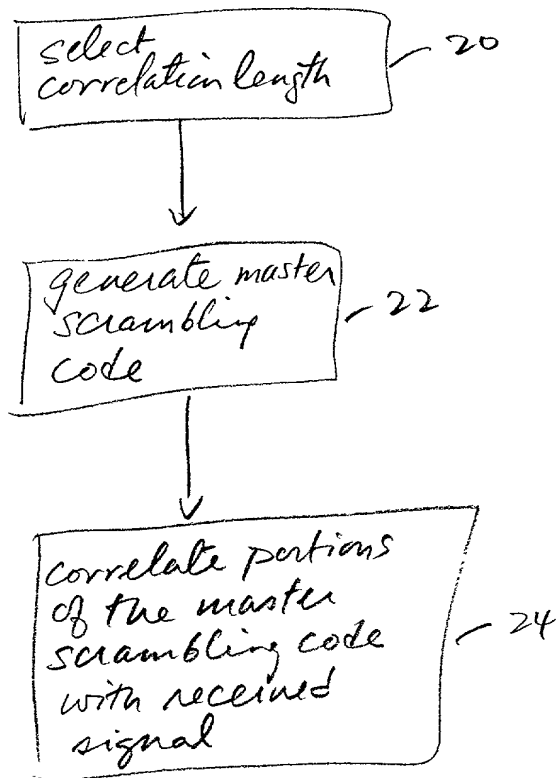 select
correlation length
20
generate master
scrambling
code
22
correlate portions
of the master
scrambling code
with received
signal
24